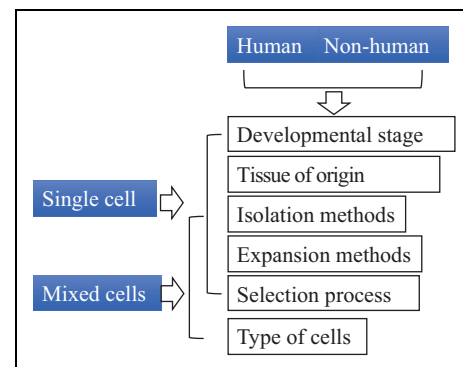 Human Non-human
Developmental stage
Tissue of origin
Single cell
Isolation methods
Expansion methods
Mixed cells
Selection process
Type of cells